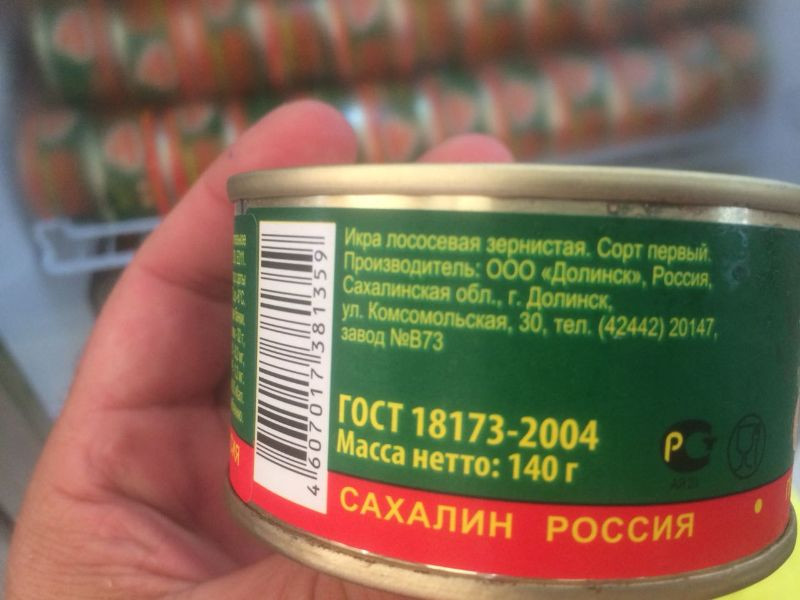 Икра лососевая зернистая. Сорт первый.
Производитель: ООО «Долинск», Россия,
Сахалинская обл., г. Долинск,
ул. Комсомольская, 30, тел. (42442) 20147,
завод №В73
ГОСТ 18173-2004
Масса нетто: 140 г
САХАЛИН РОССИЯ
4607017381359